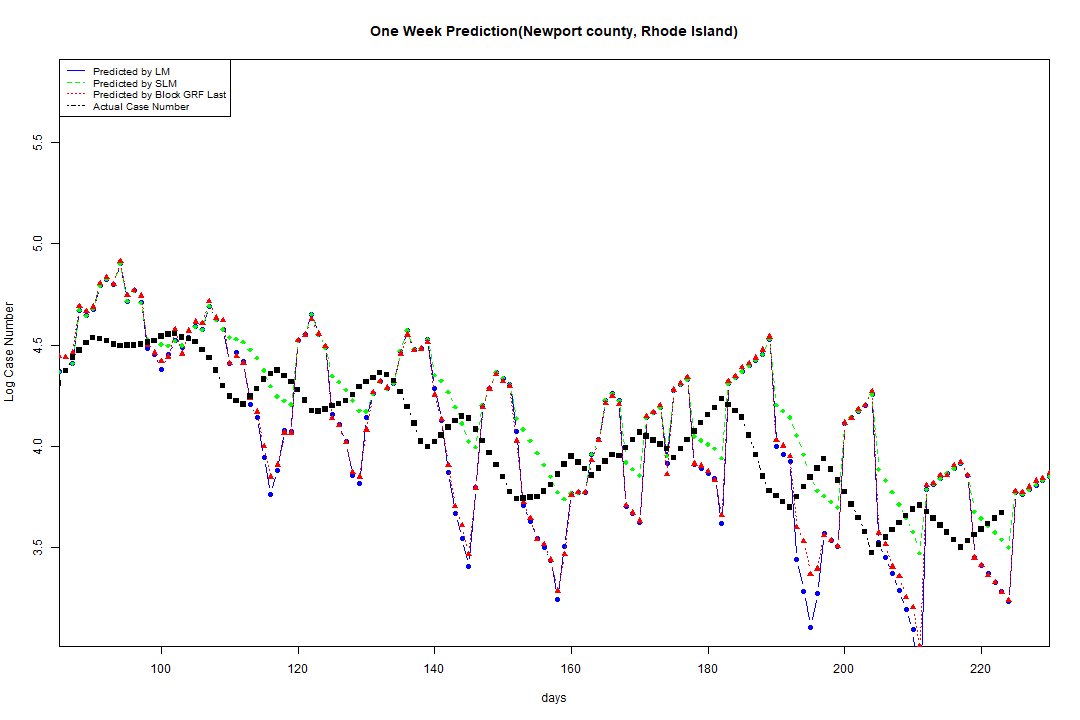 One Week Prediction(Newport county, Rhode Island)
Predicted by LM
Predicted by SLM
Predicted by Block GRF Last
Actual Case Number
5.5
5.0
4.5
4.0
3.5
Log Case Number
100 120 140 160 180 200 220
days